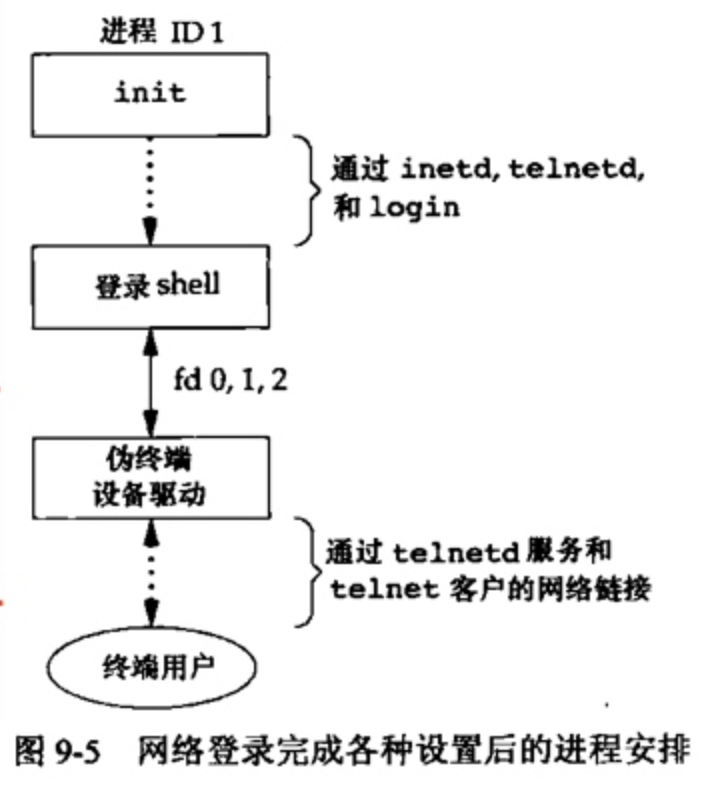 进程 ID 1
init
通过 inetd, telnetd,
和 login
登录 shell
fd 0, 1, 2
伪终端
设备驱动
通过 telnetd 服务和
telnet 客户的网络链接
终端用户
图 9-5 网络登录完成各种设置后的进程安排